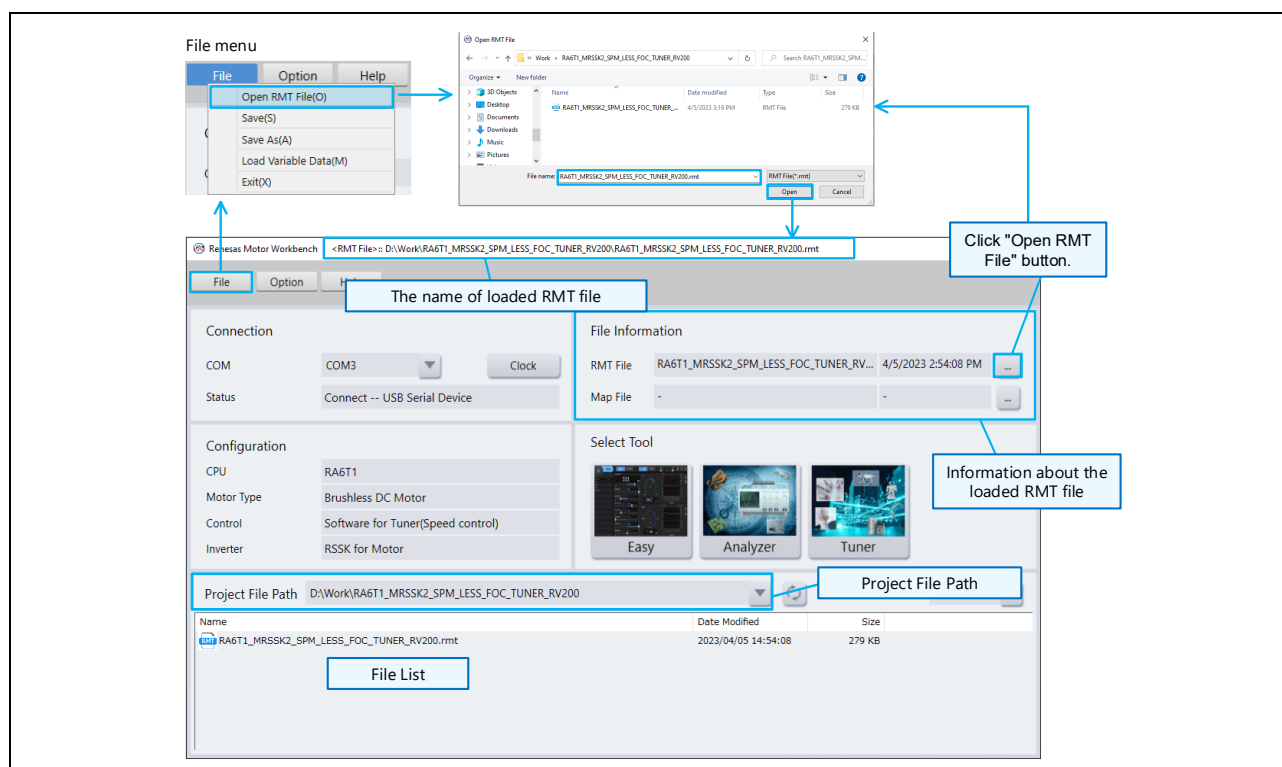 File menu
File Option Help
Open RMT File(O)
Save(S)
Save As(A)
Load Variable Data(M)
Exit(X)
Open RMT File
« Work › RA6T1_MRSSK2_SPM_LESS_FOC_TUNER_RV200
Search RA6T1_MRSSK2_SPM...
Organize New folder
Name Date modified Type Size
3D Objects
RA6T1_MRSSK2_SPM_LESS_FOC_TUNER_... 4/5/2023 3:19 PM RMT File 279 KB
Desktop
Documents
Downloads
Music
Pictures
File name: RA6T1_MRSSK2_SPM_LESS_FOC_TUNER_RV200.rmt RMT File(*.rmt)
Open Cancel
Click "Open RMT
File" button.
Renesas Motor Workbench <RMT File>:: D:\Work\RA6T1_MRSSK2_SPM_LESS_FOC_TUNER_RV200\RA6T1_MRSSK2_SPM_LESS_FOC_TUNER_RV200.rmt
File Option
The name of loaded RMT file
Connection
COM COM3 Clock
Status Connect -- USB Serial Device
File Information
RMT File RA6T1_MRSSK2_SPM_LESS_FOC_TUNER_RV... 4/5/2023 2:54:08 PM ...
Map File - - ...
Configuration
CPU RA6T1
Motor Type Brushless DC Motor
Control Software for Tuner(Speed control)
Inverter RSSK for Motor
Select Tool
Easy Analyzer Tuner
Information about the
loaded RMT file
Project File Path D:\Work\RA6T1_MRSSK2_SPM_LESS_FOC_TUNER_RV200
Project File Path
Name Date Modified Size
RMT RA6T1_MRSSK2_SPM_LESS_FOC_TUNER_RV200.rmt 2023/04/05 14:54:08 279 KB
File List